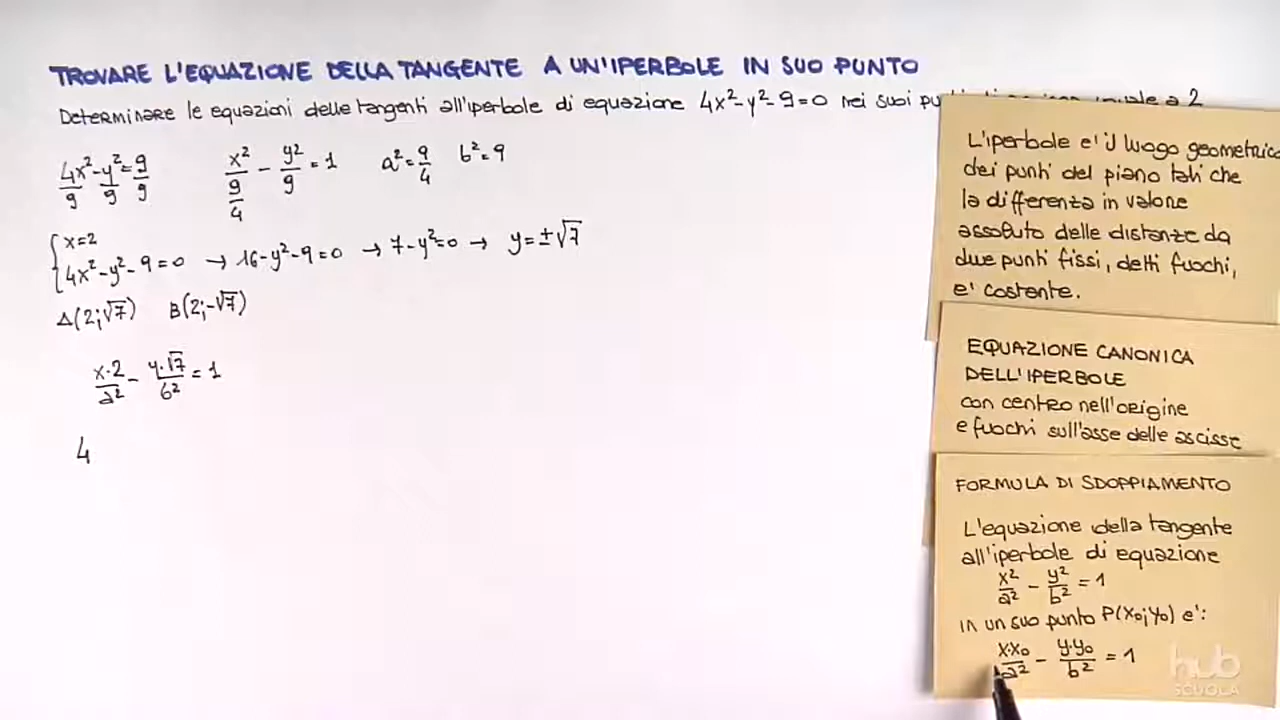 TROVARE L'EQUAZIONE DELLA TANGENTE A UN'IPERBOLE IN SUO PUNTO
Determinare le equazioni delle tangenti all'iperbole di equazione 4x²-y²-9=0 nei suoi 2
4x²/9 - y²/9 = 9/9   x²/(9/4) - y²/9 = 1   a²=9/4   b²=9
{ x=2
4x²-y²-9=0 → 16-y²-9=0 → 7-y²=0 → y=±√7
A(2;√7)   B(2;-√7)
x·2/a² - y·√7/b² = 1
4
L'iperbole e' il luogo geometrico
dei punti del piano tali che
la differenza in valore
assoluto delle distanze da
due punti fissi, detti fuochi,
e' costante.
EQUAZIONE CANONICA
DELL'IPERBOLE
con centro nell'origine
e fuochi sull'asse delle ascisse
FORMULA DI SDOPPIAMENTO
L'equazione della tangente
all'iperbole di equazione
x²/a² - y²/b² = 1
in un suo punto P(x₀;y₀) e':
x·x₀/a² - y·y₀/b² = 1
hub
SCUOLA